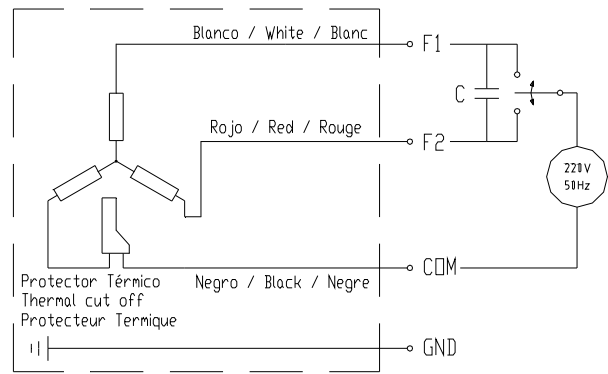 Blanco / White / Blanc
F1
C
Rojo / Red / Rouge
F2
220V
50Hz
Negro / Black / Negre
COM
Protector Térmico
Thermal cut off
Protecteur Termique
GND